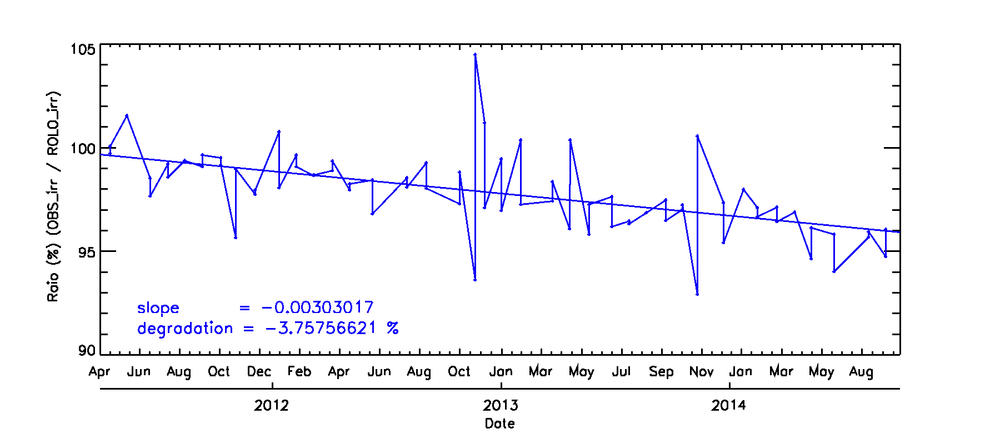 105
100
95
90
Raio (%) (OBS_irr / ROLO_irr)
slope = -0.00303017
degradation = -3.75756621 %
Apr Jun Aug Oct Dec Feb Apr Jun Aug Oct Jan Mar May Jul Sep Nov Jan Mar May Aug
2012 2013 2014
Date